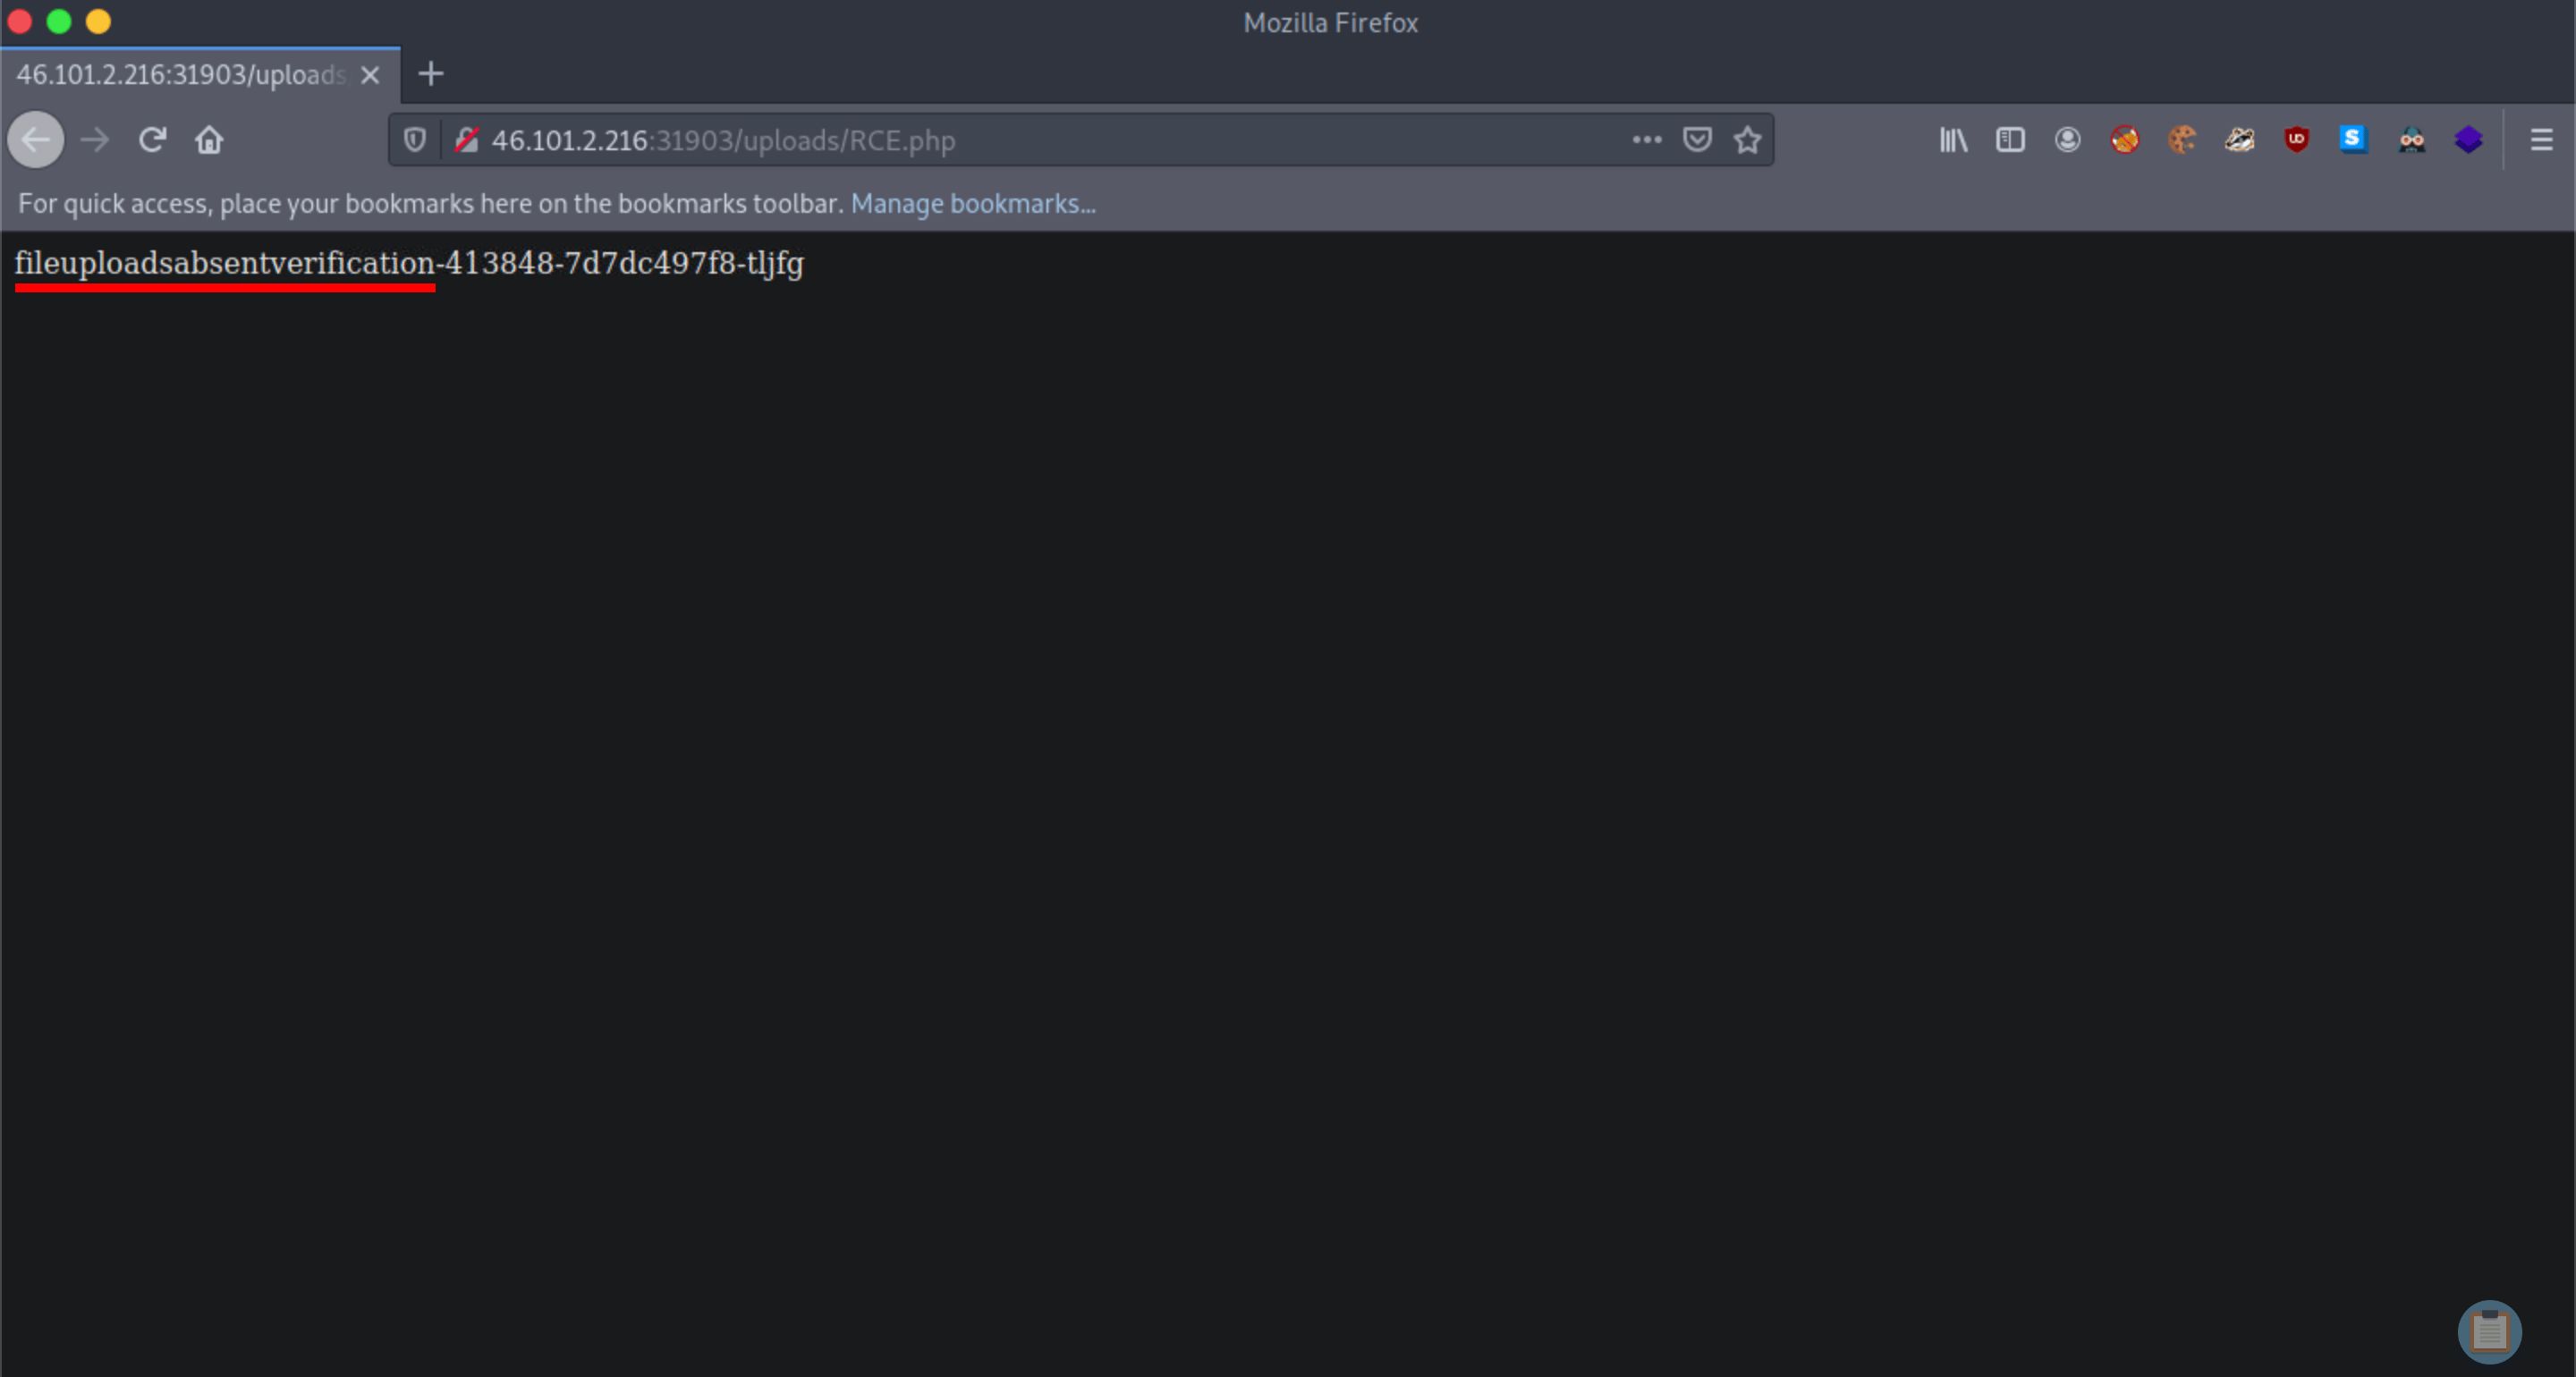 Mozilla Firefox
46.101.2.216:31903/uploads
46.101.2.216:31903/uploads/RCE.php
For quick access, place your bookmarks here on the bookmarks toolbar. Manage bookmarks...
fileuploadsabsentverification-413848-7d7dc497f8-tljfg